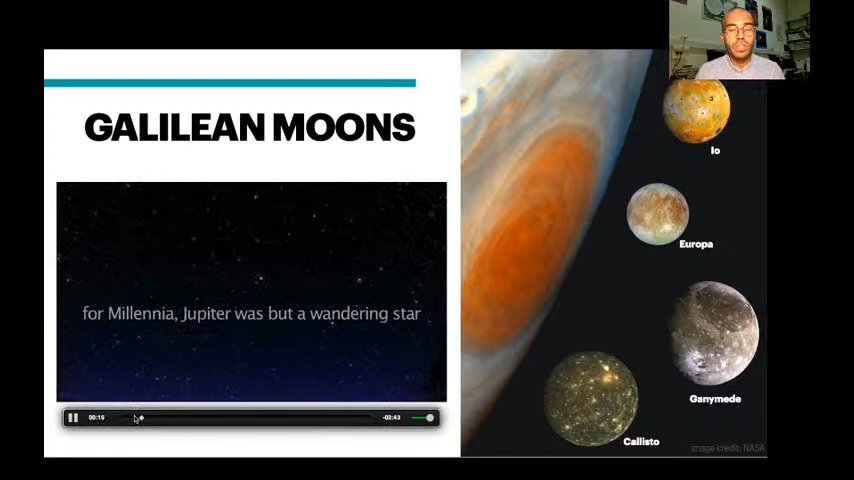 GALILEAN MOONS
for Millennia, Jupiter was but a wandering star
00:15
-02:43
Io
Europa
Ganymede
Callisto
image credit: NASA